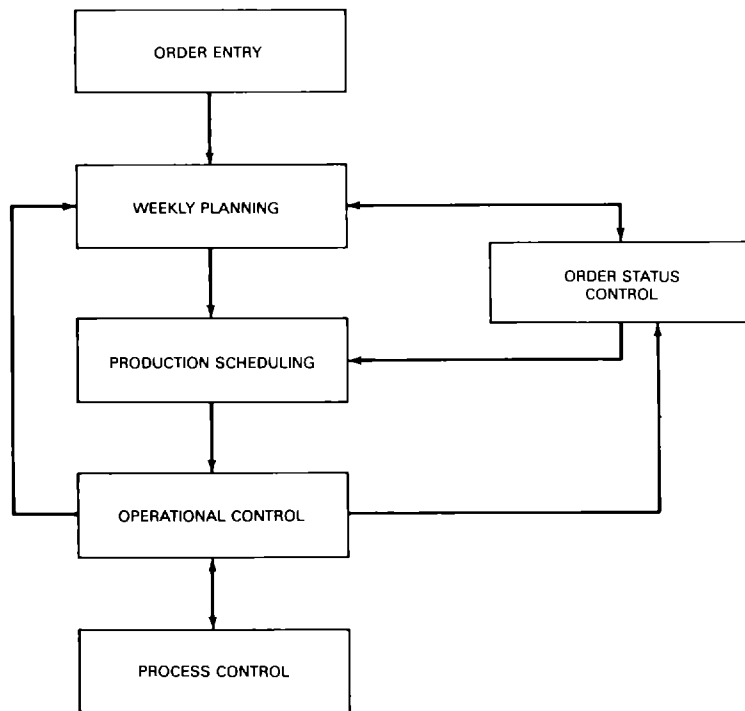 ORDER ENTRY
WEEKLY PLANNING
ORDER STATUS
CONTROL
PRODUCTION SCHEDULING
OPERATIONAL CONTROL
PROCESS CONTROL